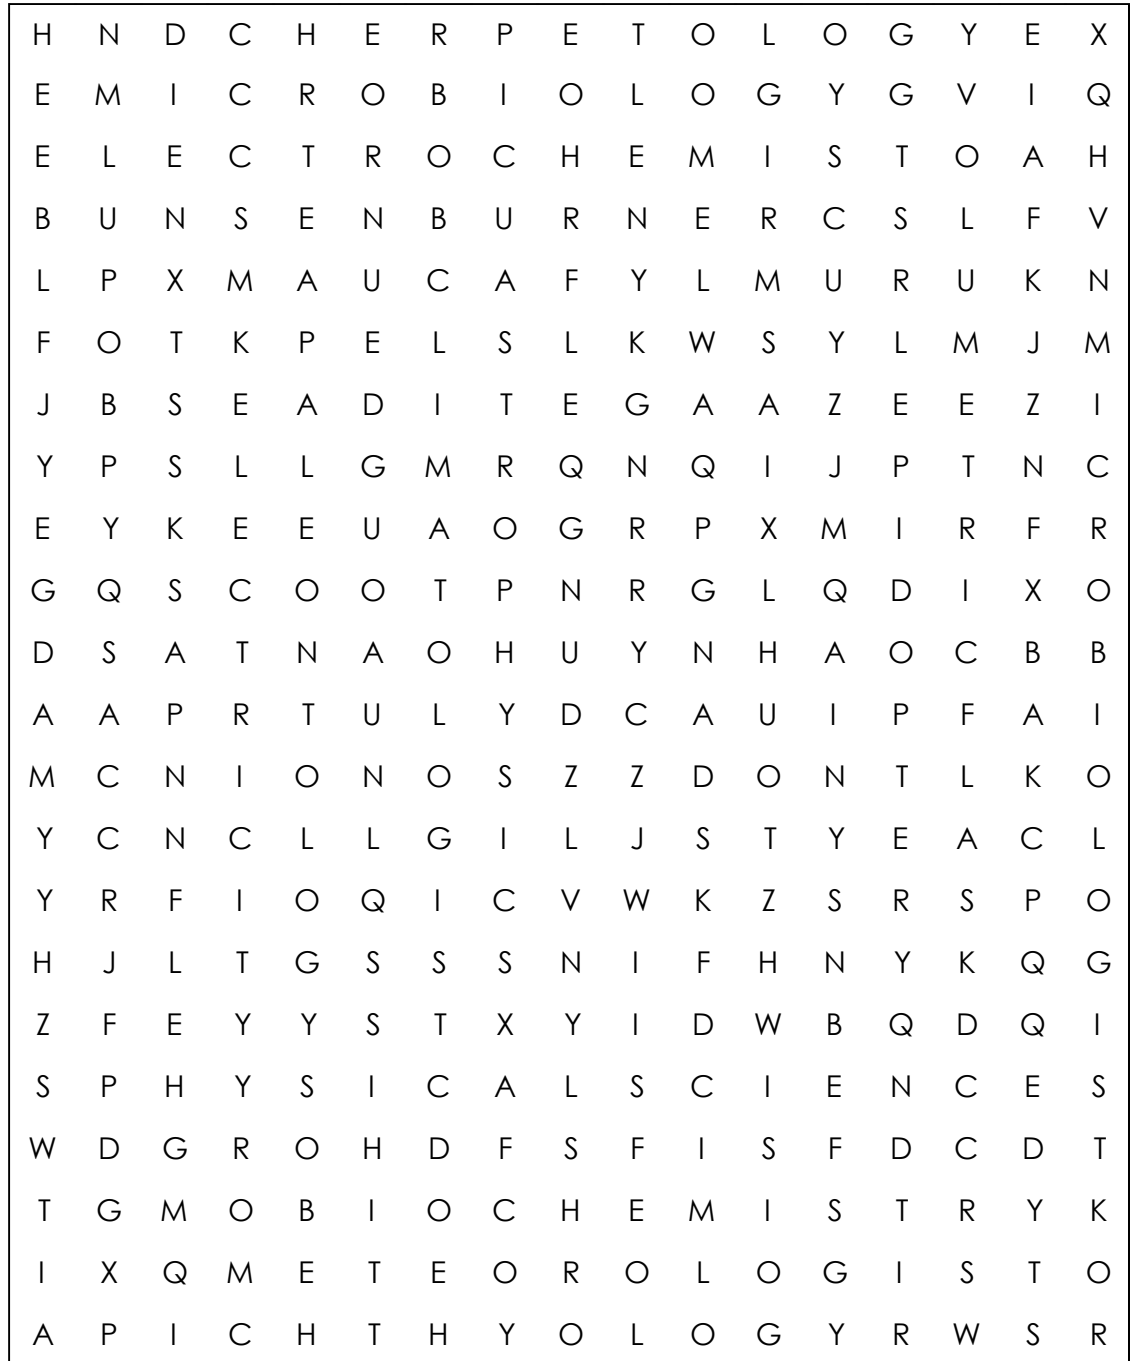 H N D C H E R P E T O L O G Y E X
E M I C R O B I O L O G Y G V I Q
E L E C T R O C H E M I S T O A H
B U N S E N B U R N E R C S L F V
L P X M A U C A F Y L M U R U K N
F O T K P E L S L K W S Y L M J M
J B S E A D I T E G A A Z E E Z I
Y P S L L G M R Q N Q I J P T N C
E Y K E E U A O G R P X M I R F R
G Q S C O O T P N R G L Q D I X O
D S A T N A O H U Y N H A O C B B
A A P R T U L Y D C A U I P F A I
M C N I O N O S Z Z D O N T L K O
Y C N C L L G I L J S T Y E A C L
Y R F I O Q I C V W K Z S R S P O
H J L T G S S S N I F H N Y K Q G
Z F E Y Y S T X Y I D W B Q D Q I
S P H Y S I C A L S C I E N C E S
W D G R O H D F S F I S F D C D T
T G M O B I O C H E M I S T R Y K
I X Q M E T E O R O L O G I S T O
A P I C H T H Y O L O G Y R W S R